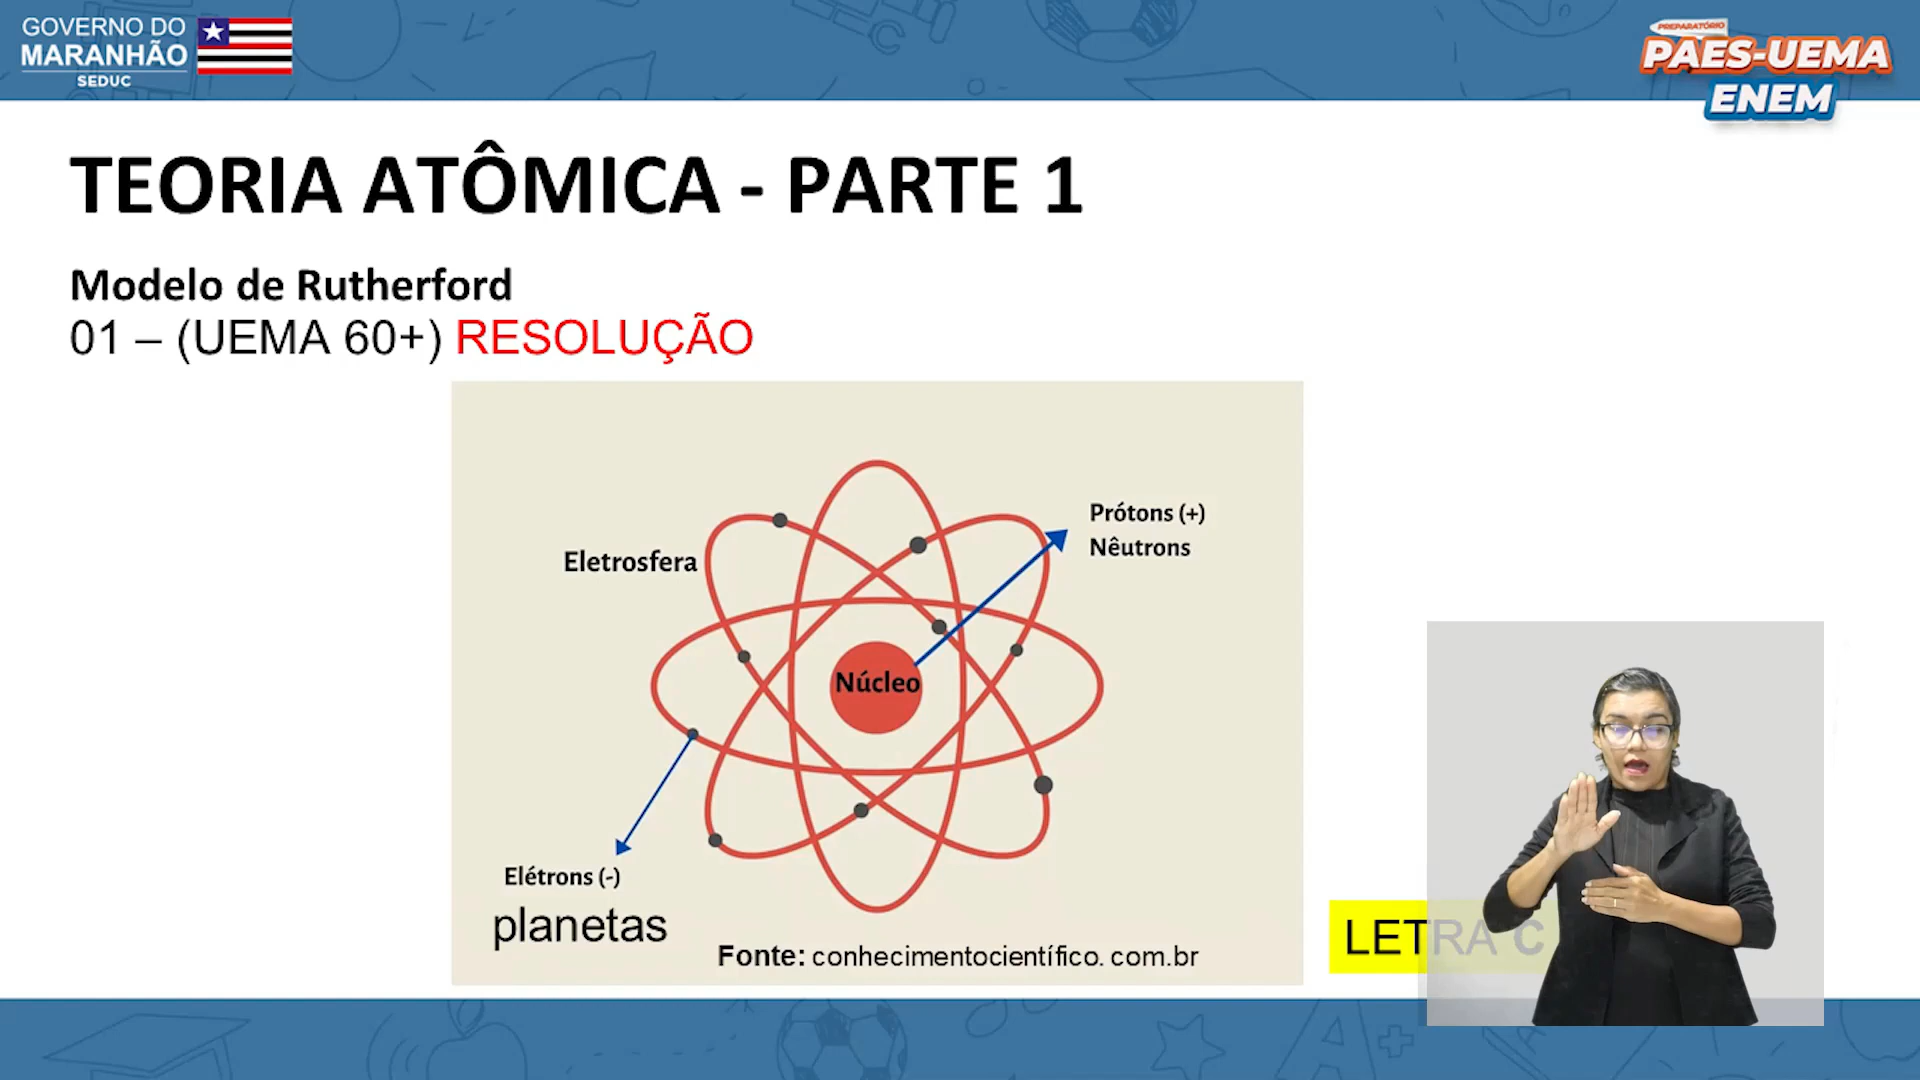 GOVERNO DO
MARANHÃO
SEDUC
PREPARATÓRIO
PAES-UEMA
ENEM
TEORIA ATÔMICA - PARTE 1
Modelo de Rutherford
01 – (UEMA 60+) RESOLUÇÃO
Prótons (+)
Nêutrons
Eletrosfera
Núcleo
Elétrons (-)
planetas
Fonte: conhecimentocientífico. com.br
LETRA C